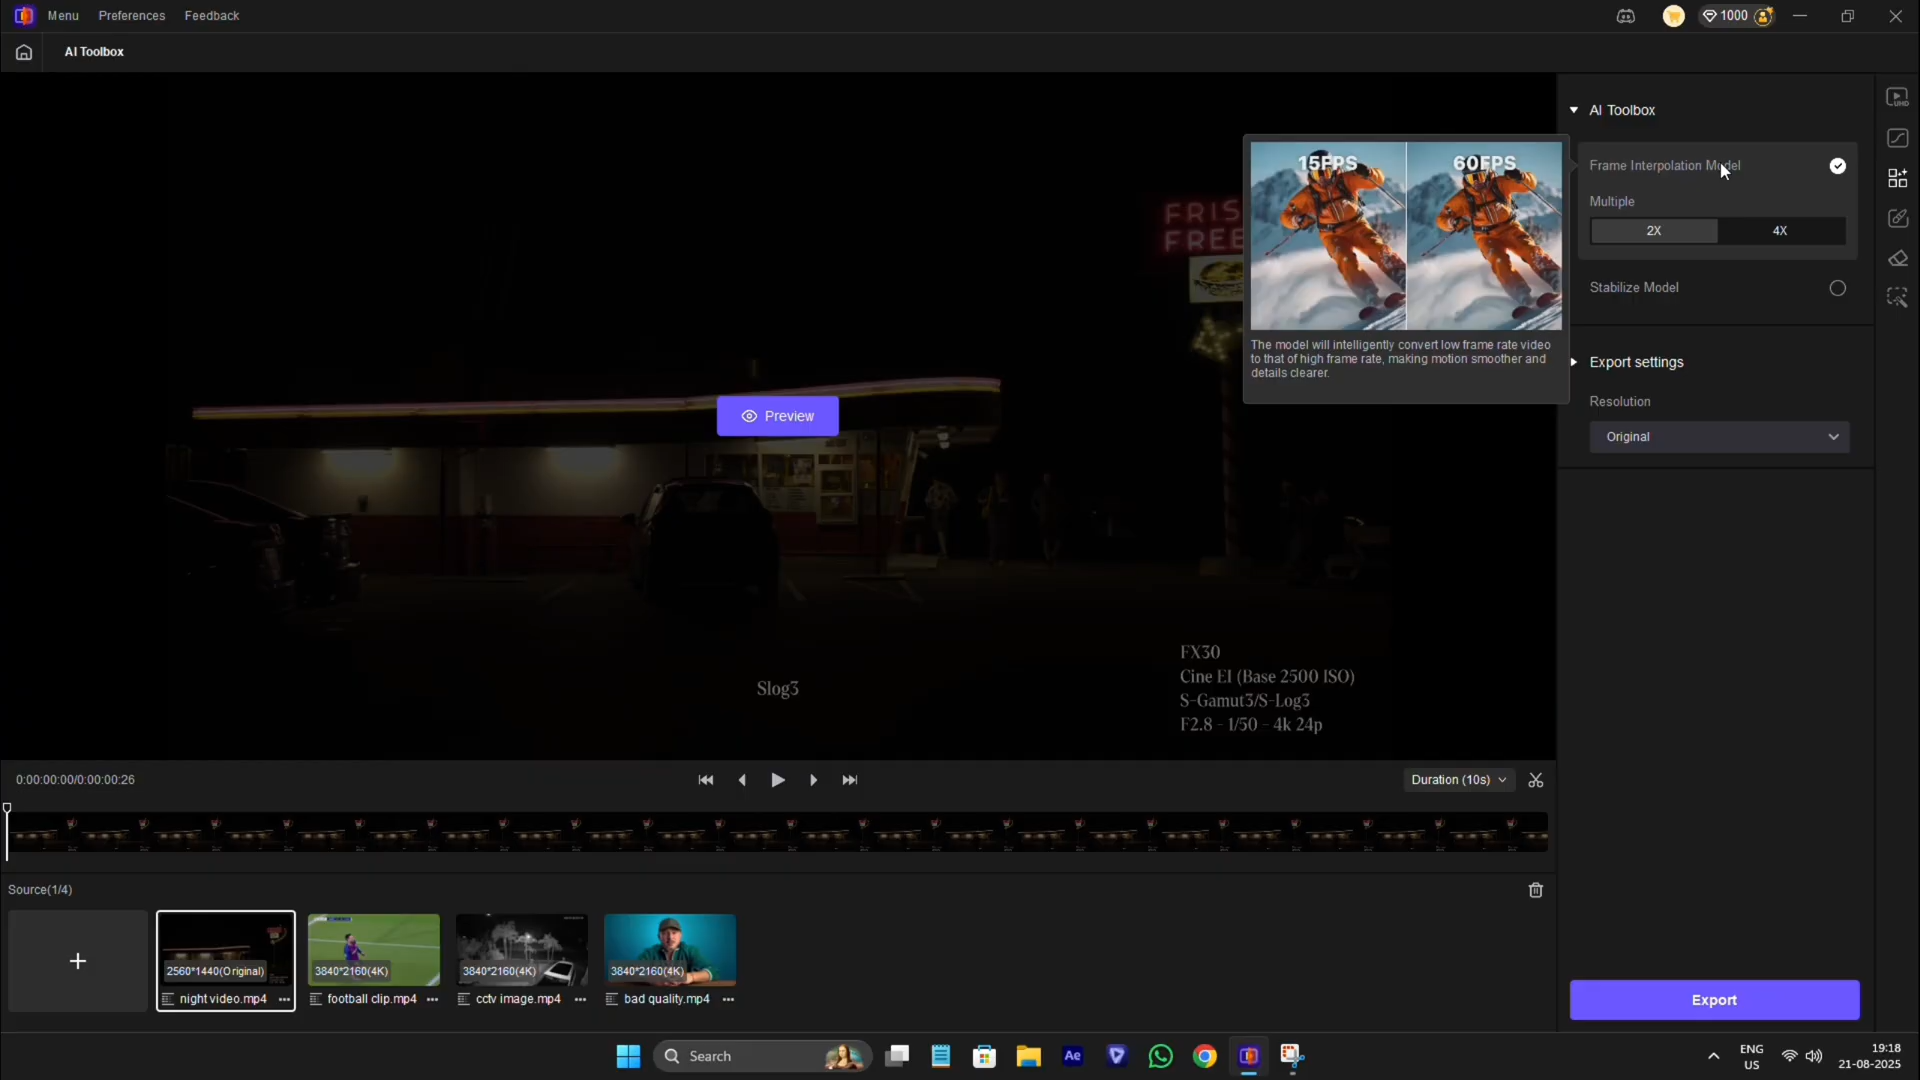 Menu Preferences Feedback
1000
AI Toolbox
AI Toolbox
Frame Interpolation Model
Multiple
2X 4X
Stabilize Model
Export settings
Resolution
Original
15FPS 60FPS
The model will intelligently convert low frame rate video
to that of high frame rate, making motion smoother and
details clearer.
FRIS
FREE
Preview
Slog3
FX30
Cine EI (Base 2500 ISO)
S-Gamut3/S-Log3
F2.8 - 1/50 - 4k 24p
0:00:00:00/0:00:00:26
Duration (10s)
Source(1/4)
2560*1440(Original) 3840*2160(4K) 3840*2160(4K) 3840*2160(4K)
night video.mp4 football clip.mp4 cctv image.mp4 bad quality.mp4
Export
Search
Ae
ENG
US
19:18
21-08-2025